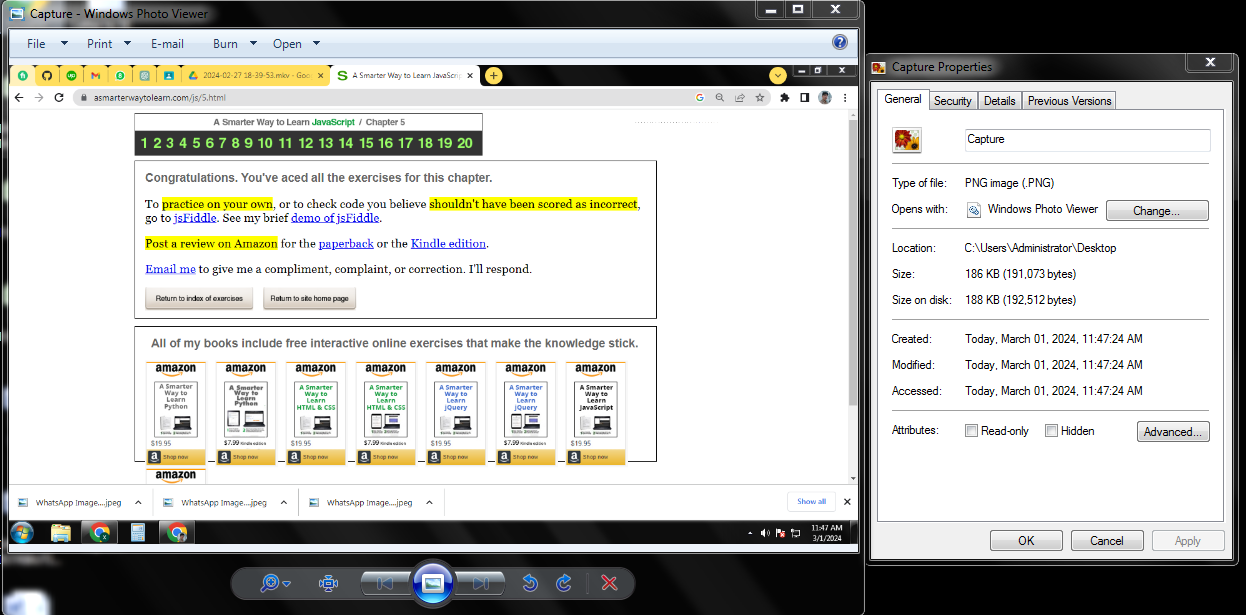 Capture - Windows Photo Viewer
File Print E-mail Burn Open
2024-02-27 18-39-53.mkv - Goo
A Smarter Way to Learn JavaScrip
asmarterwaytolearn.com/js/5.html
A Smarter Way to Learn JavaScript / Chapter 5
1 2 3 4 5 6 7 8 9 10 11 12 13 14 15 16 17 18 19 20
Congratulations. You've aced all the exercises for this chapter.
To practice on your own, or to check code you believe shouldn't have been scored as incorrect,
go to jsFiddle. See my brief demo of jsFiddle.
Post a review on Amazon for the paperback or the Kindle edition.
Email me to give me a compliment, complaint, or correction. I'll respond.
Return to index of exercises Return to site home page
All of my books include free interactive online exercises that make the knowledge stick.
amazon amazon amazon amazon amazon amazon amazon
A Smarter Way to Learn Python
A Smarter Way to Learn Python
A Smarter Way to Learn HTML & CSS
A Smarter Way to Learn HTML & CSS
A Smarter Way to Learn jQuery
A Smarter Way to Learn jQuery
A Smarter Way to Learn JavaScript
$19.95 $7.99 Kindle edition $19.95 $7.99 Kindle edition $19.95 $7.99 Kindle edition $19.95
Shop now Shop now Shop now Shop now Shop now Shop now Shop now
amazon
WhatsApp Image....jpeg WhatsApp Image....jpeg WhatsApp Image....jpeg Show all
11:47 AM
3/1/2024
Capture Properties
General Security Details Previous Versions
Capture
Type of file: PNG image (.PNG)
Opens with: Windows Photo Viewer Change...
Location: C:\Users\Administrator\Desktop
Size: 186 KB (191,073 bytes)
Size on disk: 188 KB (192,512 bytes)
Created: Today, March 01, 2024, 11:47:24 AM
Modified: Today, March 01, 2024, 11:47:24 AM
Accessed: Today, March 01, 2024, 11:47:24 AM
Attributes: Read-only Hidden Advanced...
OK Cancel Apply